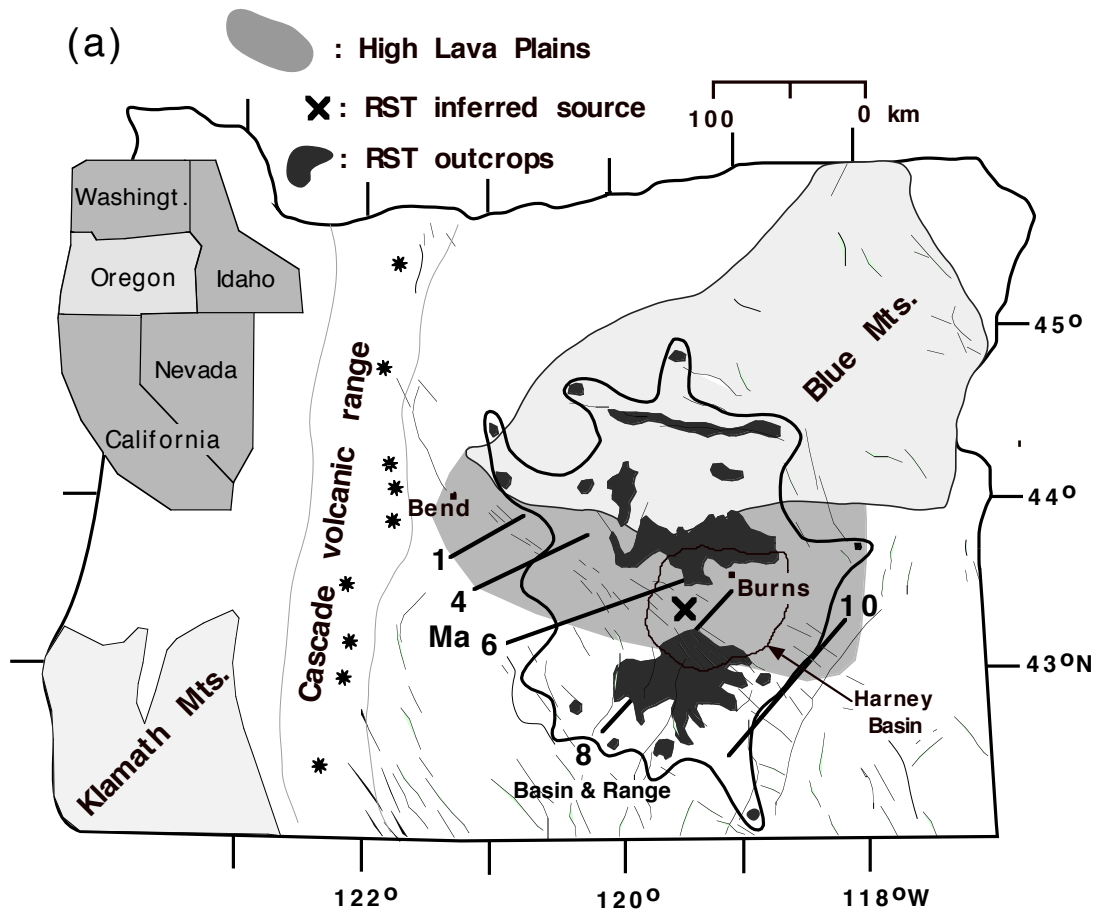 (a)
: High Lava Plains
: RST inferred source
: RST outcrops
100
0 km
Washingt.
Oregon
Idaho
Nevada
California
45o
44o
43oN
Blue Mts.
Cascade volcanic range
Klamath Mts.
Bend
Burns
1
4
Ma 6
8
10
Harney
Basin
Basin & Range
122o
120o
118oW